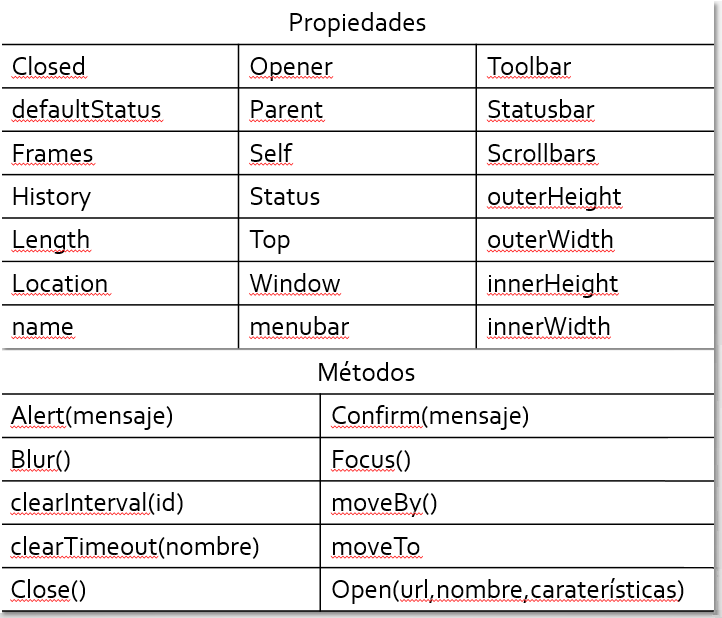 Propiedades
Closed Opener Toolbar
defaultStatus Parent Statusbar
Frames Self Scrollbars
History Status outerHeight
Length Top outerWidth
Location Window innerHeight
name menubar innerWidth
Métodos
Alert(mensaje) Confirm(mensaje)
Blur() Focus()
clearInterval(id) moveBy()
clearTimeout(nombre) moveTo
Close() Open(url,nombre,caraterísticas)